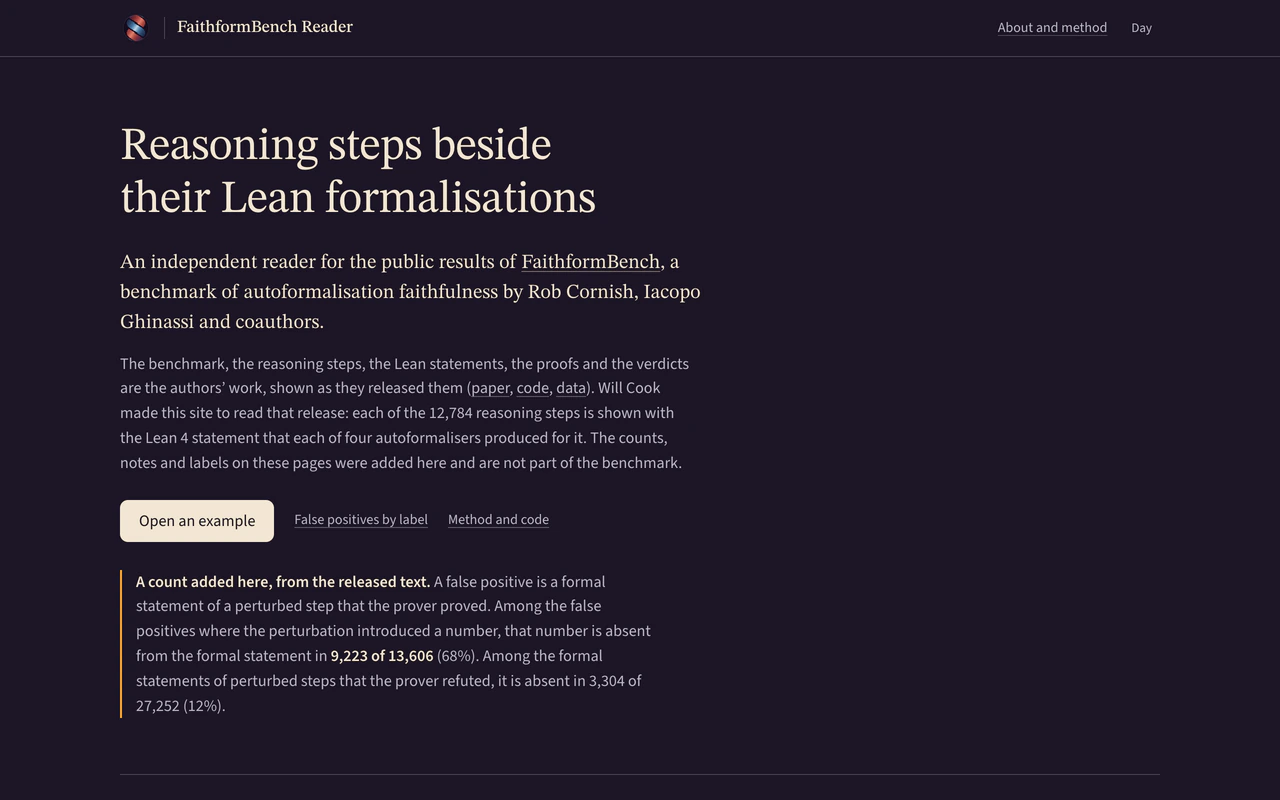 FaithformBench Reader
About and method
Day
Reasoning steps beside
their Lean formalisations
An independent reader for the public results of FaithformBench, a
benchmark of autoformalisation faithfulness by Rob Cornish, Iacopo
Ghinassi and coauthors.
The benchmark, the reasoning steps, the Lean statements, the proofs and the verdicts
are the authors’ work, shown as they released them (paper, code, data). Will Cook
made this site to read that release: each of the 12,784 reasoning steps is shown with
the Lean 4 statement that each of four autoformalisers produced for it. The counts,
notes and labels on these pages were added here and are not part of the benchmark.
Open an example
False positives by label
Method and code
A count added here, from the released text. A false positive is a formal
statement of a perturbed step that the prover proved. Among the false
positives where the perturbation introduced a number, that number is absent
from the formal statement in 9,223 of 13,606 (68%). Among the formal
statements of perturbed steps that the prover refuted, it is absent in 3,304 of
27,252 (12%).